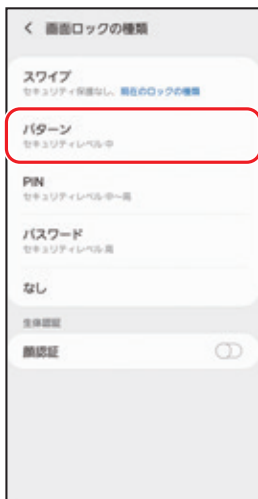 画面ロックの種類
スワイプ
セキュリティ保護なし、現在のロックの種類
パターン
セキュリティレベル:中
PIN
セキュリティレベル:中~高
パスワード
セキュリティレベル:高
なし
生体認証
顔認証